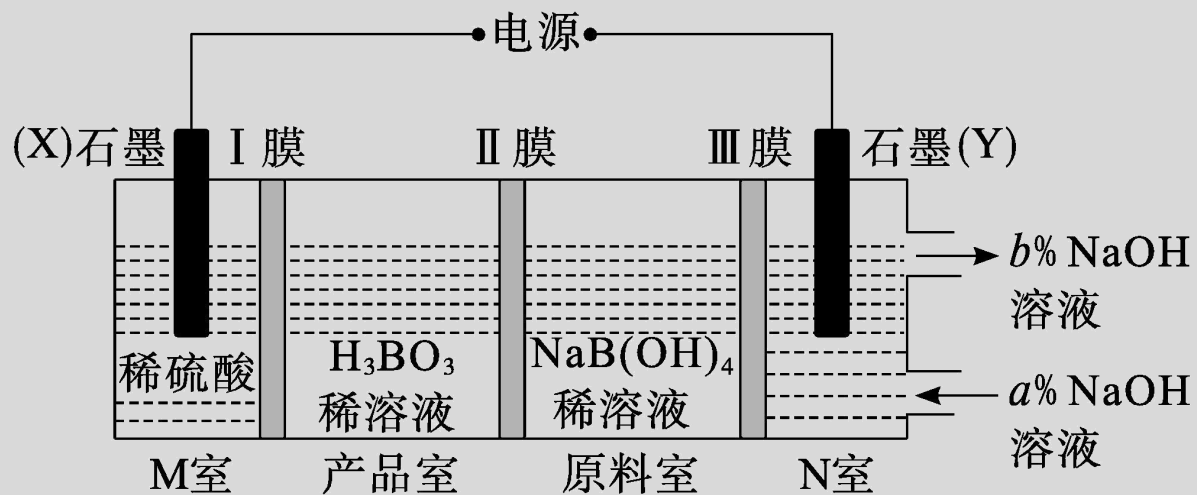 电源
(X)石墨 Ⅰ膜 Ⅱ膜 Ⅲ膜 石墨(Y)
b% NaOH
溶液
稀硫酸
H₃BO₃
稀溶液
NaB(OH)₄
稀溶液
a% NaOH
溶液
M室 产品室 原料室 N室